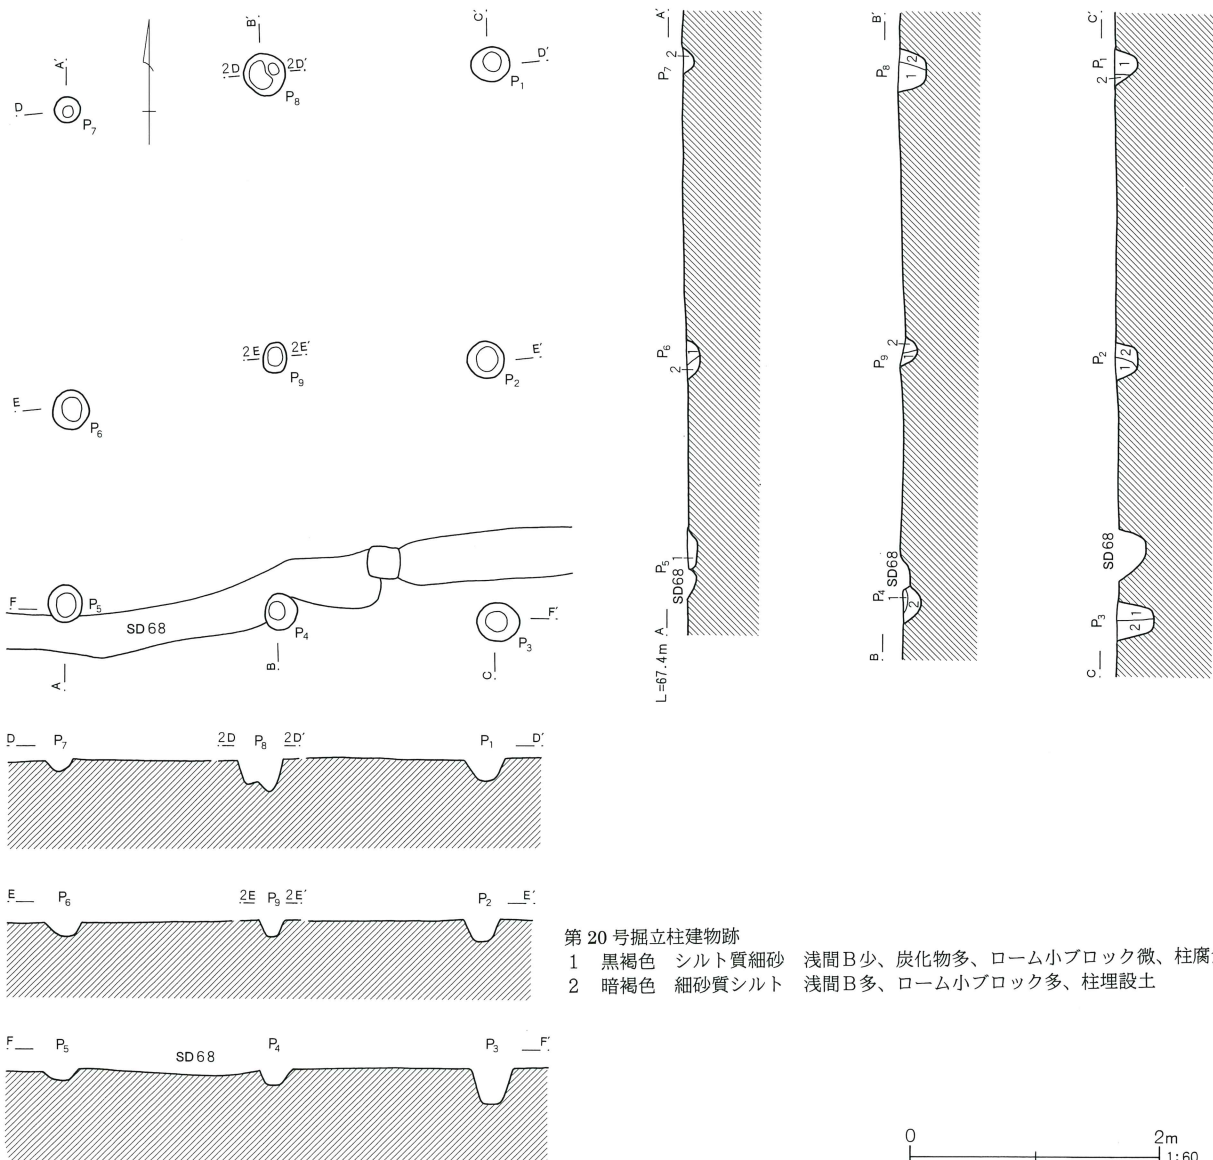 B′
C′
A′
2D
2D′
D′
P1
P8
D
P7
2E
2E′
E′
P9
P2
E
P6
F
P5
SD68
P4
F′
P3
A
B
C
A′
2
P7
P6
1
2
P5
1
SD68
A
L=67.4m
B′
P8
2
1
P9
2
1
SD68
P4
1
2
B
C′
P1
1
2
P2
2
1
SD68
P3
1
2
C
D P7 2D P8 2D′ P1 D′
E P6 2E P9 2E′ P2 E′
F P5 SD68 P4 P3 F′
第20号掘立柱建物跡
1 黒褐色 シルト質細砂 浅間B少、炭化物多、ローム小ブロック微、柱腐
2 暗褐色 細砂質シルト 浅間B多、ローム小ブロック多、柱埋設土
0 2m
1:60